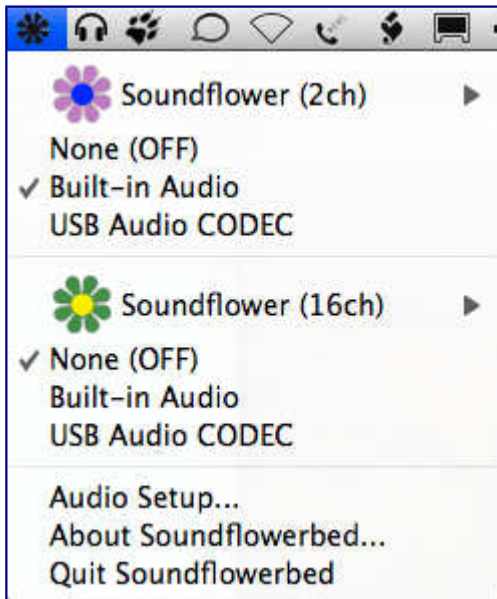 Soundflower (2ch)
None (OFF)
Built-in Audio
USB Audio CODEC
Soundflower (16ch)
None (OFF)
Built-in Audio
USB Audio CODEC
Audio Setup...
About Soundflowerbed...
Quit Soundflowerbed